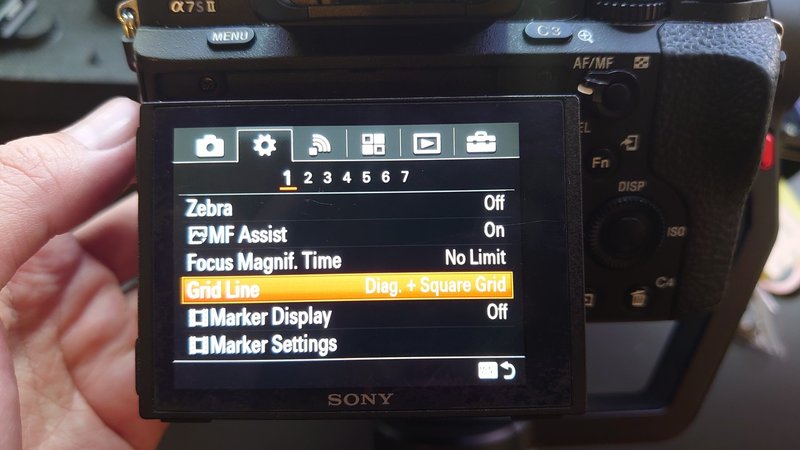 α7SII
MENU
C3
AF/MF
AEL
1 2 3 4 5 6 7
Zebra Off
MF Assist On
Focus Magnif. Time No Limit
Grid Line Diag. + Square Grid
Marker Display Off
Marker Settings
Fn
DISP
ISO
C4
SONY